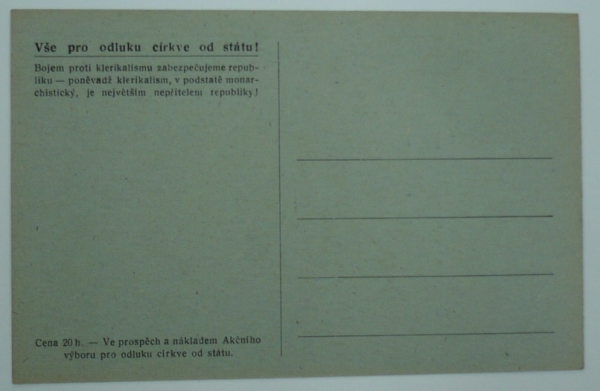 Vše pro odluku církve od státu!
Bojem proti klerikalismu zabezpečujeme repub-
liku — poněvadž klerikalism, v podstatě monar-
chistický, je největším nepřítelem republiky!
Cena 20 h. — Ve prospěch a nákladem Akčního
výboru pro odluku církve od státu.